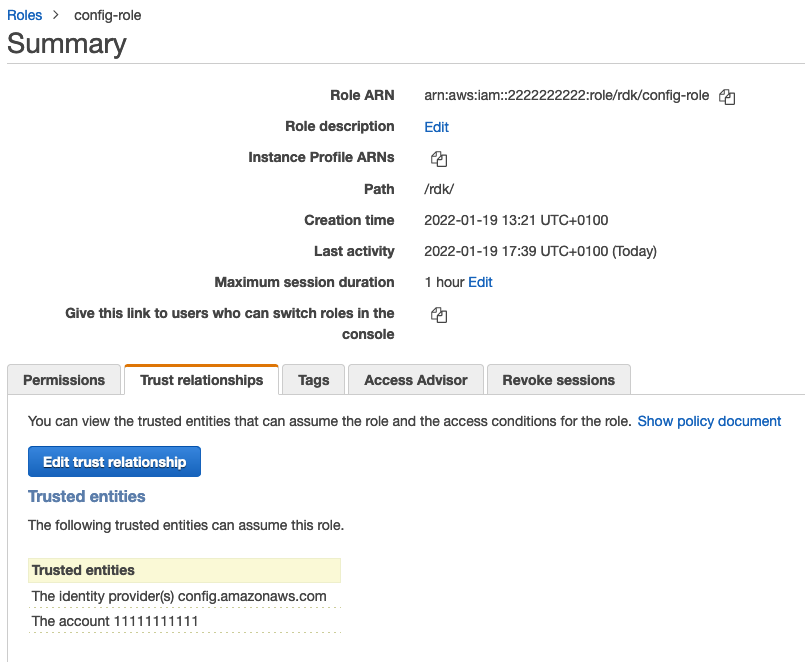 Roles > config-role
Summary
Role ARN arn:aws:iam::2222222222:role/rdk/config-role
Role description Edit
Instance Profile ARNs
Path /rdk/
Creation time 2022-01-19 13:21 UTC+0100
Last activity 2022-01-19 17:39 UTC+0100 (Today)
Maximum session duration 1 hour Edit
Give this link to users who can switch roles in the
console
Permissions Trust relationships Tags Access Advisor Revoke sessions
You can view the trusted entities that can assume the role and the access conditions for the role. Show policy document
Edit trust relationship
Trusted entities
The following trusted entities can assume this role.
Trusted entities
The identity provider(s) config.amazonaws.com
The account 11111111111